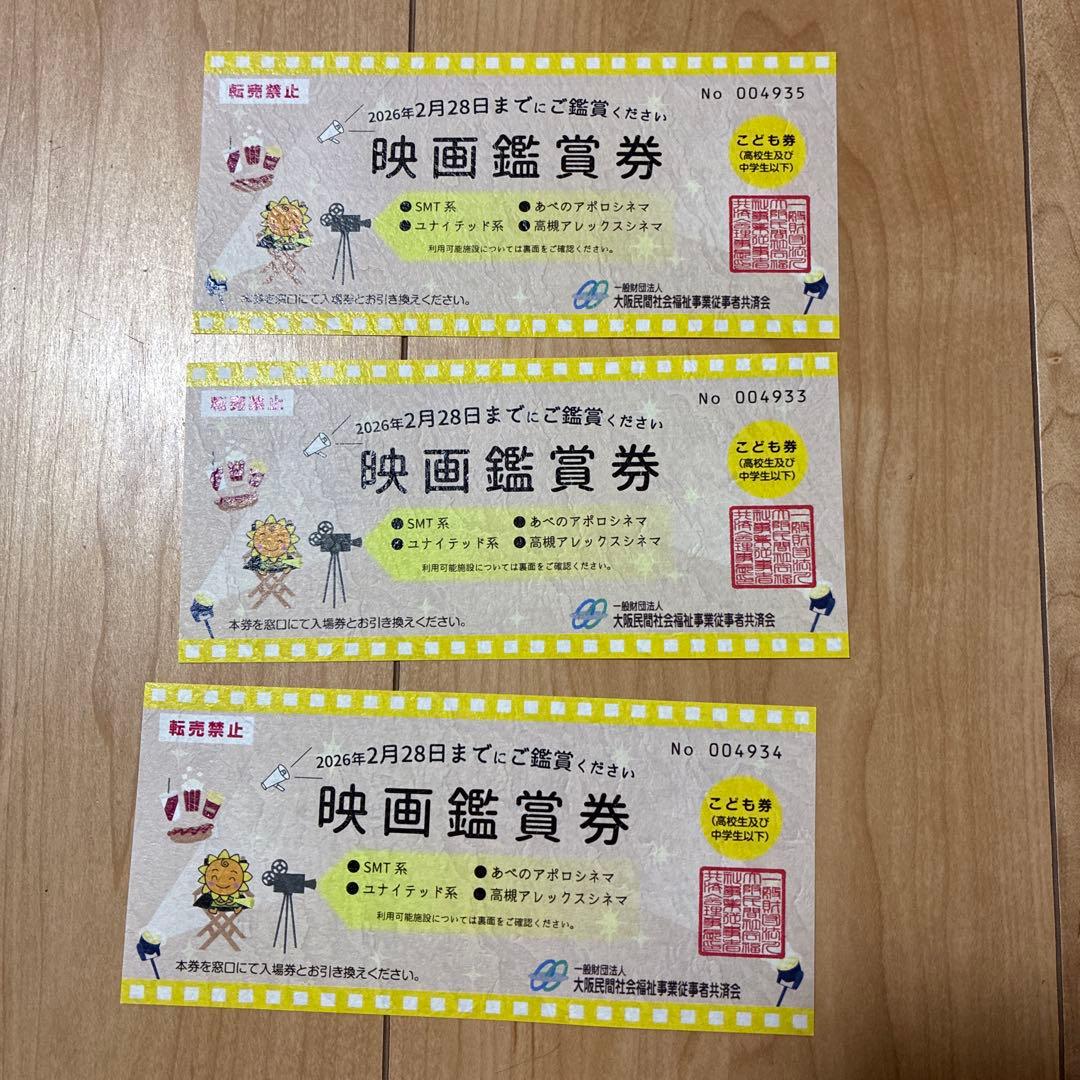 転売禁止
No 004935
2026年2月28日までにご鑑賞ください
映画鑑賞券
こども券
(高校生及び
中学生以下)
●SMT系 ●あべのアポロシネマ
●ユナイテッド系 ●高槻アレックスシネマ
利用可能施設については裏面をご確認ください。
本券を窓口にて入場券とお引き換えください。
一般財団法人
大阪民間社会福祉事業従事者共済会
転売禁止
No 004933
2026年2月28日までにご鑑賞ください
映画鑑賞券
こども券
(高校生及び
中学生以下)
●SMT系 ●あべのアポロシネマ
●ユナイテッド系 ●高槻アレックスシネマ
利用可能施設については裏面をご確認ください。
本券を窓口にて入場券とお引き換えください。
一般財団法人
大阪民間社会福祉事業従事者共済会
転売禁止
No 004934
2026年2月28日までにご鑑賞ください
映画鑑賞券
こども券
(高校生及び
中学生以下)
●SMT系 ●あべのアポロシネマ
●ユナイテッド系 ●高槻アレックスシネマ
利用可能施設については裏面をご確認ください。
本券を窓口にて入場券とお引き換えください。
一般財団法人
大阪民間社会福祉事業従事者共済会